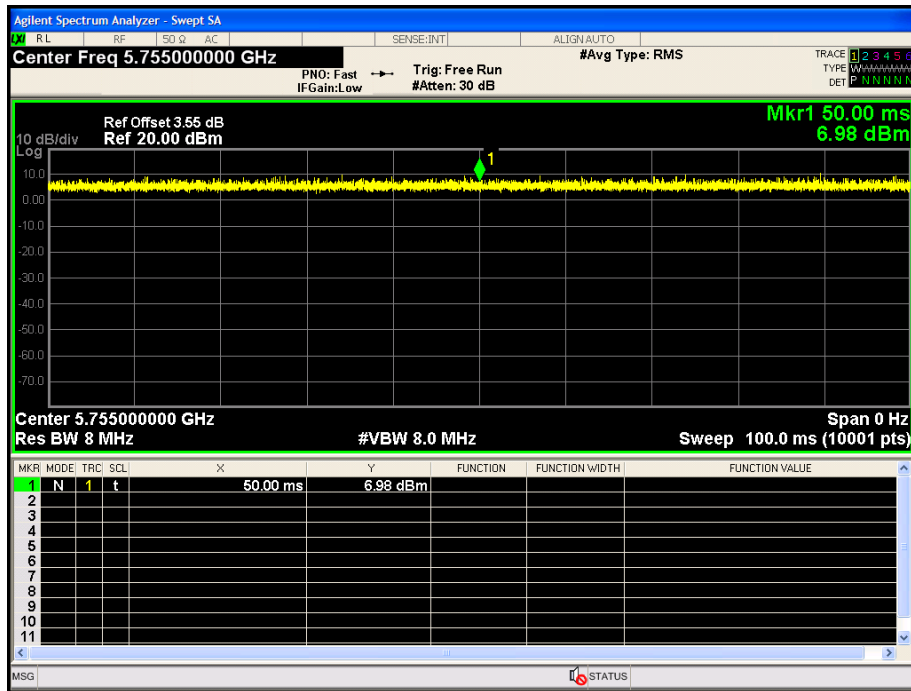 Agilent Spectrum Analyzer - Swept SA
LXI RL RF 50 Ω AC SENSE:INT ALIGN AUTO
Center Freq 5.755000000 GHz #Avg Type: RMS TRACE 1 2 3 4 5 6
PNO: Fast Trig: Free Run TYPE
IFGain:Low #Atten: 30 dB DET P N N N N
Mkr1 50.00 ms
Ref Offset 3.55 dB
10 dB/div Ref 20.00 dBm 6.98 dBm
Log
1
10.0
0.00
-10.0
-20.0
-30.0
-40.0
-50.0
-60.0
-70.0
Center 5.755000000 GHz Span 0 Hz
Res BW 8 MHz #VBW 8.0 MHz Sweep 100.0 ms (10001 pts)
MKR MODE TRC SCL X Y FUNCTION FUNCTION WIDTH FUNCTION VALUE
1 N 1 t 50.00 ms 6.98 dBm
2
3
4
5
6
7
8
9
10
11
MSG STATUS